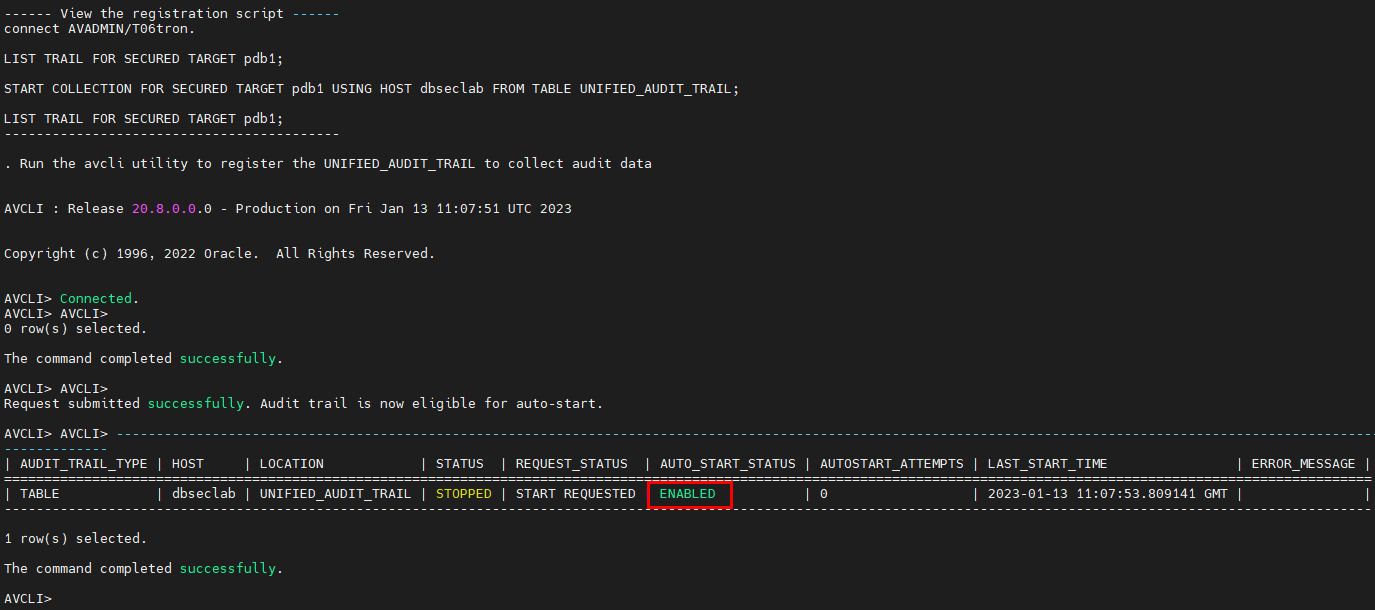 ------ View the registration script ------
connect AVADMIN/T06tron.
LIST TRAIL FOR SECURED TARGET pdb1;
START COLLECTION FOR SECURED TARGET pdb1 USING HOST dbseclab FROM TABLE UNIFIED_AUDIT_TRAIL;
LIST TRAIL FOR SECURED TARGET pdb1;
------------------------------------------
. Run the avcli utility to register the UNIFIED_AUDIT_TRAIL to collect audit data
AVCLI : Release 20.8.0.0.0 - Production on Fri Jan 13 11:07:51 UTC 2023
Copyright (c) 1996, 2022 Oracle.  All Rights Reserved.
AVCLI> Connected.
AVCLI> AVCLI>
0 row(s) selected.
The command completed successfully.
AVCLI> AVCLI>
Request submitted successfully. Audit trail is now eligible for auto-start.
AVCLI> AVCLI> ------------------------------------------------------------------------------------------------------------------------------------------------------------
-------------
| AUDIT_TRAIL_TYPE | HOST     | LOCATION            | STATUS  | REQUEST_STATUS  | AUTO_START_STATUS | AUTOSTART_ATTEMPTS | LAST_START_TIME                | ERROR_MESSAGE |
===========================================================================================================================================================================
| TABLE            | dbseclab | UNIFIED_AUDIT_TRAIL | STOPPED | START REQUESTED | ENABLED           | 0                  | 2023-01-13 11:07:53.809141 GMT |               |
---------------------------------------------------------------------------------------------------------------------------------------------------------------------------
1 row(s) selected.
The command completed successfully.
AVCLI>